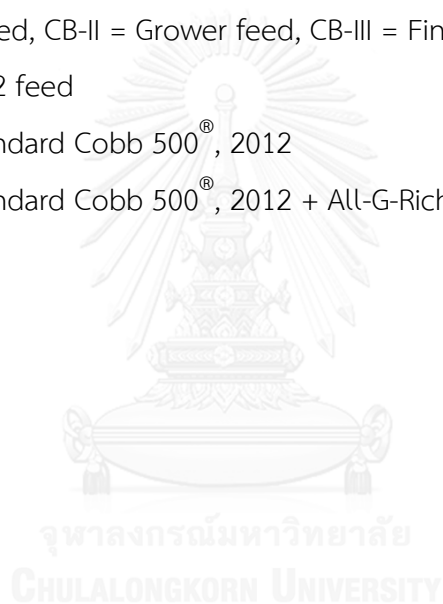 ed, CB-II = Grower feed, CB-III = Fin
2 feed
ndard Cobb 500®, 2012
ndard Cobb 500®, 2012 + All-G-Rich
จุฬาลงกรณ์มหาวิทยาลัย
CHULALONGKORN UNIVERSITY